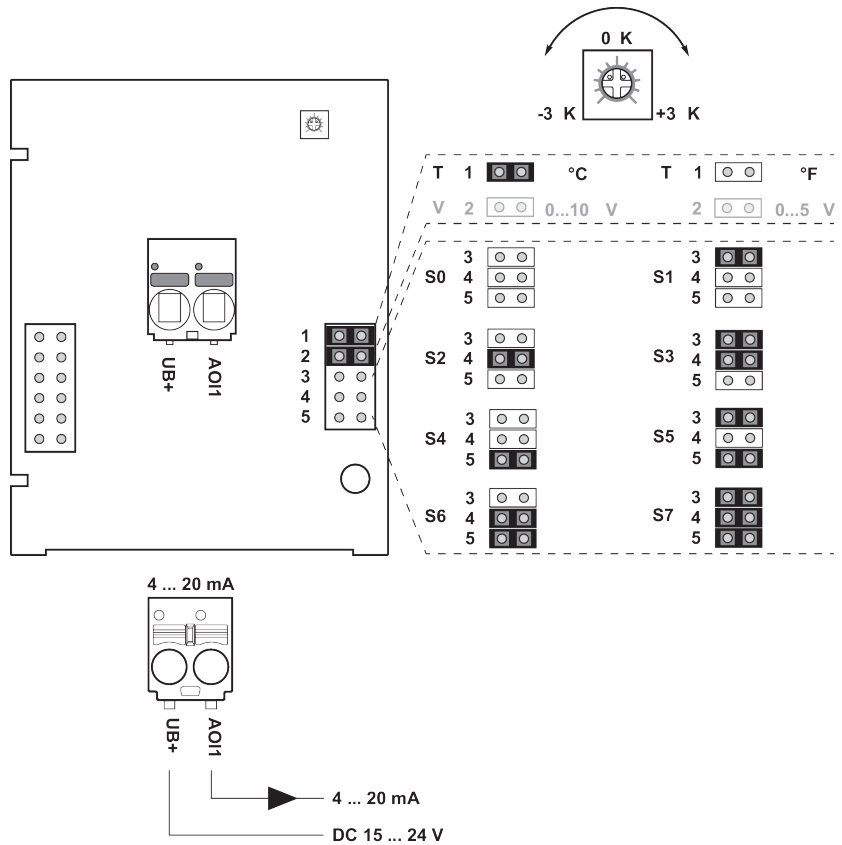 0 K
-3 K
+3 K
T 1 °C T 1 °F
V 2 0...10 V 2 0...5 V
3 3
S0 4 S1 4
5 5
3 3
S2 4 S3 4
5 5
3 3
S4 4 S5 4
5 5
3 3
S6 4 S7 4
5 5
UB+
AOI1
1
2
3
4
5
4 ... 20 mA
UB+
AOI1
4 ... 20 mA
DC 15 ... 24 V